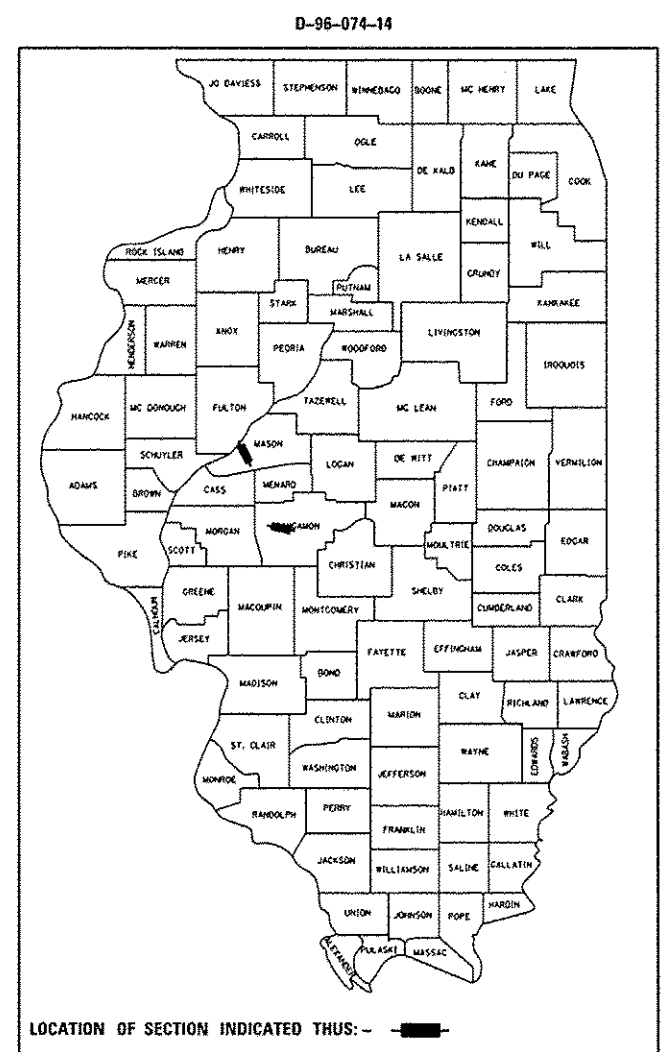 D-96-074-14
JO DAVIESS STEPHENSON WINNEBAGO BOONE MC HENRY LAKE
CARROLL OGLE DE KALB KANE DU PAGE COOK
WHITESIDE LEE KENDALL WILL
ROCK ISLAND HENRY BUREAU LA SALLE GRUNDY
MERCER STARK PUTNAM MARSHALL KANKAKEE
HENDERSON WARREN KNOX PEORIA WOODFORD LIVINGSTON IROQUOIS
HANCOCK MC DONOUGH FULTON TAZEWELL MC LEAN FORD
ADAMS SCHUYLER MASON LOGAN DE WITT CHAMPAIGN VERMILION
BROWN CASS MENARD MACON PIATT
PIKE SCOTT MORGAN GAMON CHRISTIAN MOULTRIE DOUGLAS EDGAR
CALHOUN GREENE MACOUPIN MONTGOMERY SHELBY COLES CLARK
JERSEY CUMBERLAND
MADISON BOND FAYETTE EFFINGHAM JASPER CRAWFORD
CLINTON MARION CLAY RICHLAND LAWRENCE
ST. CLAIR WASHINGTON JEFFERSON WAYNE EDWARDS WABASH
MONROE RANDOLPH PERRY FRANKLIN HAMILTON WHITE
JACKSON WILLIAMSON SALINE GALLATIN
UNION JOHNSON POPE HARDIN
ALEXANDER PULASKI MASSAC
LOCATION OF SECTION INDICATED THUS:-